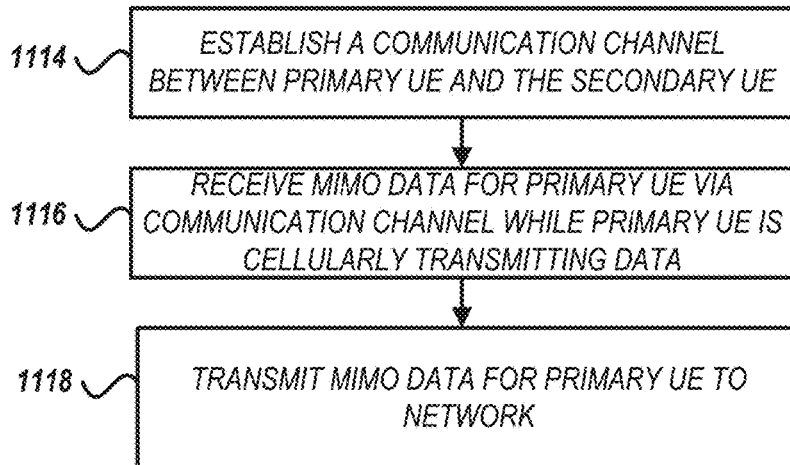 1114
ESTABLISH A COMMUNICATION CHANNEL
BETWEEN PRIMARY UE AND THE SECONDARY UE
1116
RECEIVE MIMO DATA FOR PRIMARY UE VIA
COMMUNICATION CHANNEL WHILE PRIMARY UE IS
CELLULARLY TRANSMITTING DATA
1118
TRANSMIT MIMO DATA FOR PRIMARY UE TO
NETWORK